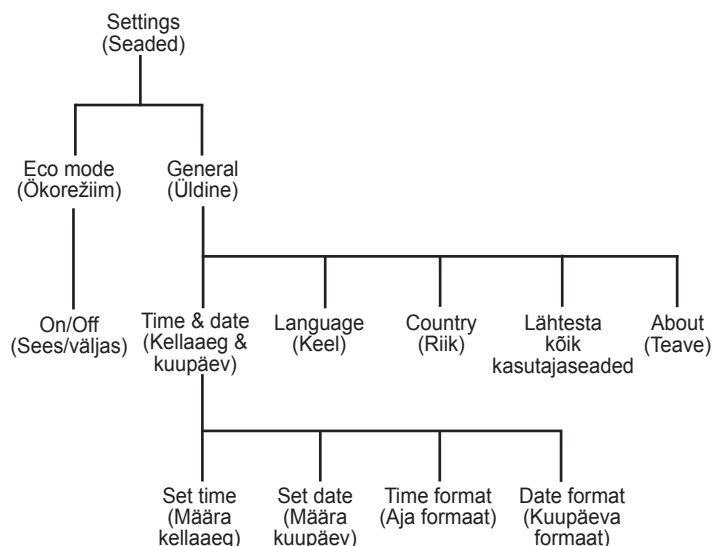 Settings
(Seaded)
Eco mode
(Ökorežiim)
General
(Üldine)
On/Off
(Sees/väljas)
Time & date
(Kellaaeg &
kuupäev)
Language
(Keel)
Country
(Riik)
Lähtesta
kõik
kasutajaseaded
About
(Teave)
Set time
(Määra
kellaaeg)
Set date
(Määra
kuupäev)
Time format
(Aja formaat)
Date format
(Kuupäeva
formaat)